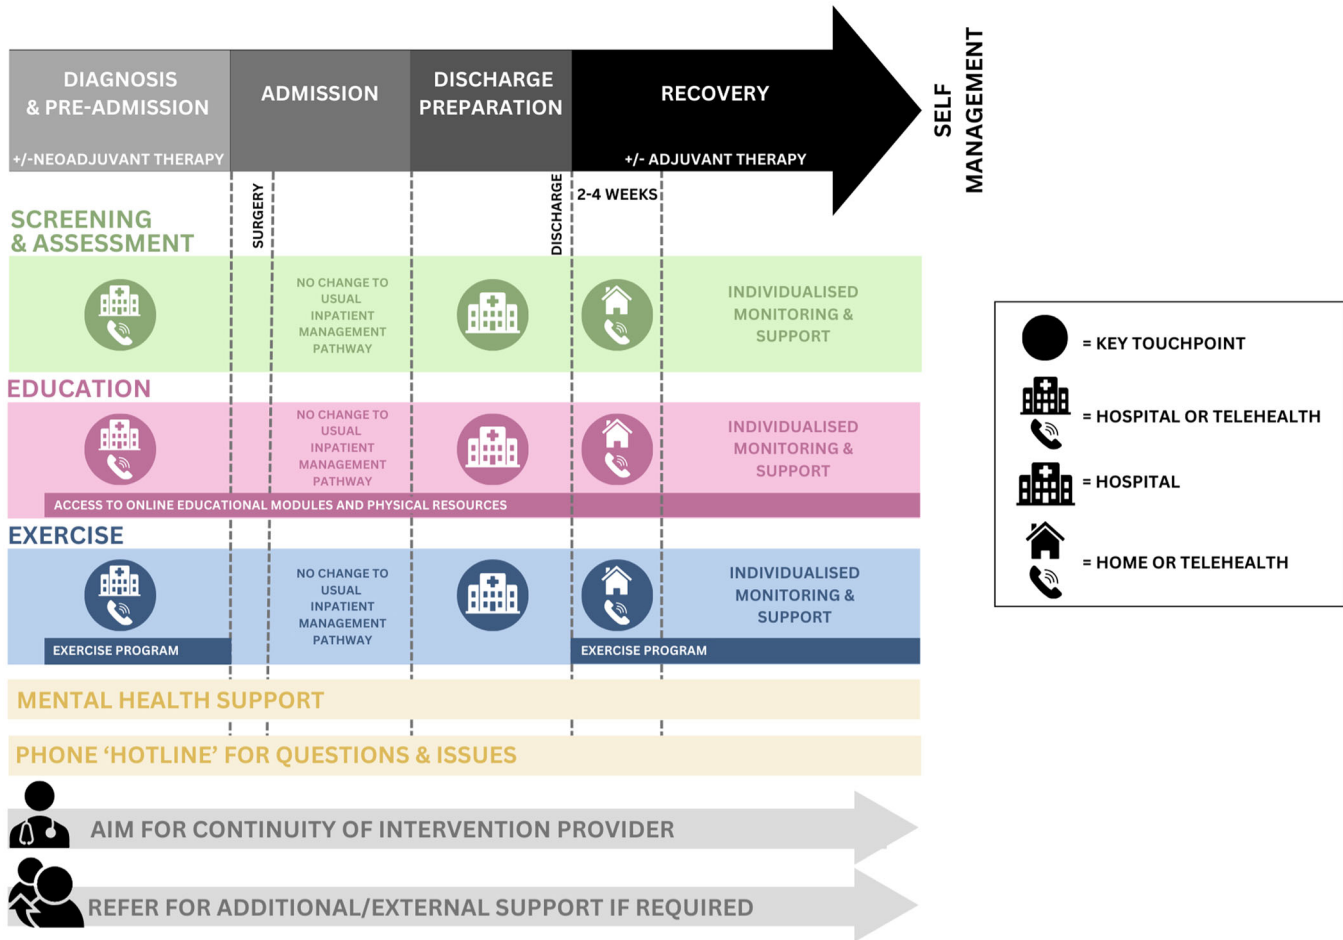 DIAGNOSIS
& PRE-ADMISSION
+/-NEOADJUVANT THERAPY
ADMISSION
DISCHARGE
PREPARATION
RECOVERY
+/- ADJUVANT THERAPY
SELF
MANAGEMENT
SURGERY
DISCHARGE
2-4 WEEKS
SCREENING
& ASSESSMENT
NO CHANGE TO
USUAL
INPATIENT
MANAGEMENT
PATHWAY
INDIVIDUALISED
MONITORING &
SUPPORT
EDUCATION
NO CHANGE TO
USUAL
INPATIENT
MANAGEMENT
PATHWAY
INDIVIDUALISED
MONITORING &
SUPPORT
ACCESS TO ONLINE EDUCATIONAL MODULES AND PHYSICAL RESOURCES
EXERCISE
NO CHANGE TO
USUAL
INPATIENT
MANAGEMENT
PATHWAY
INDIVIDUALISED
MONITORING &
SUPPORT
EXERCISE PROGRAM
EXERCISE PROGRAM
MENTAL HEALTH SUPPORT
PHONE ‘HOTLINE’ FOR QUESTIONS & ISSUES
AIM FOR CONTINUITY OF INTERVENTION PROVIDER
REFER FOR ADDITIONAL/EXTERNAL SUPPORT IF REQUIRED
= KEY TOUCHPOINT
= HOSPITAL OR TELEHEALTH
= HOSPITAL
= HOME OR TELEHEALTH